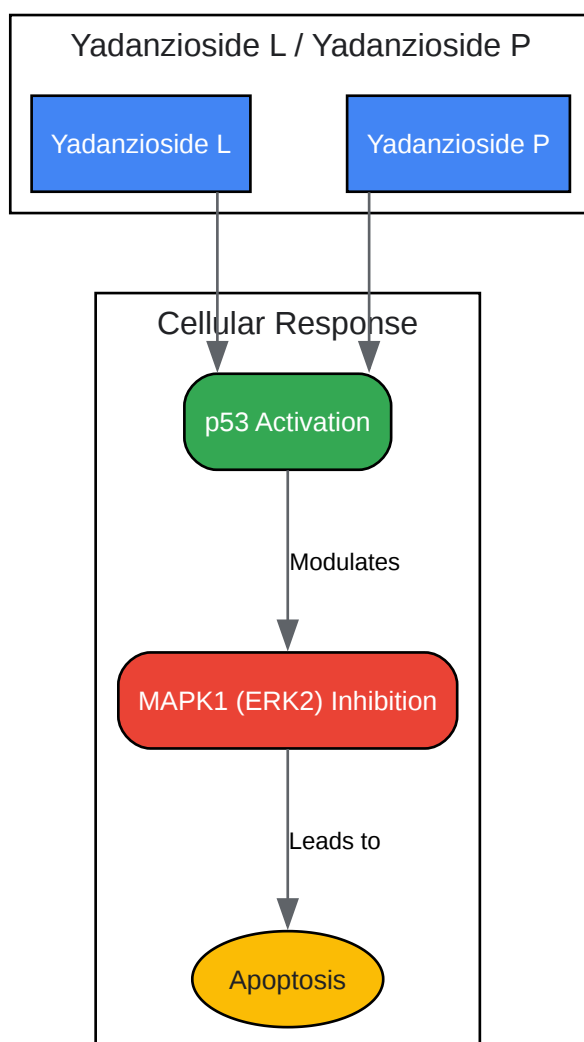 Yadanzioside L / Yadanzioside P
Yadanzioside L
Yadanzioside P
Cellular Response
p53 Activation
Modulates
MAPK1 (ERK2) Inhibition
Leads to
Apoptosis